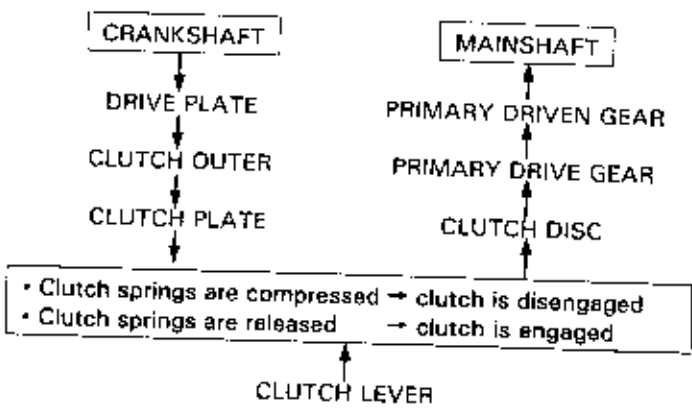 CRANKSHAFT
DRIVE PLATE
CLUTCH OUTER
CLUTCH PLATE
MAINSHAFT
PRIMARY DRIVEN GEAR
PRIMARY DRIVE GEAR
CLUTCH DISC
• Clutch springs are compressed → clutch is disengaged
• Clutch springs are released → clutch is engaged
CLUTCH LEVER